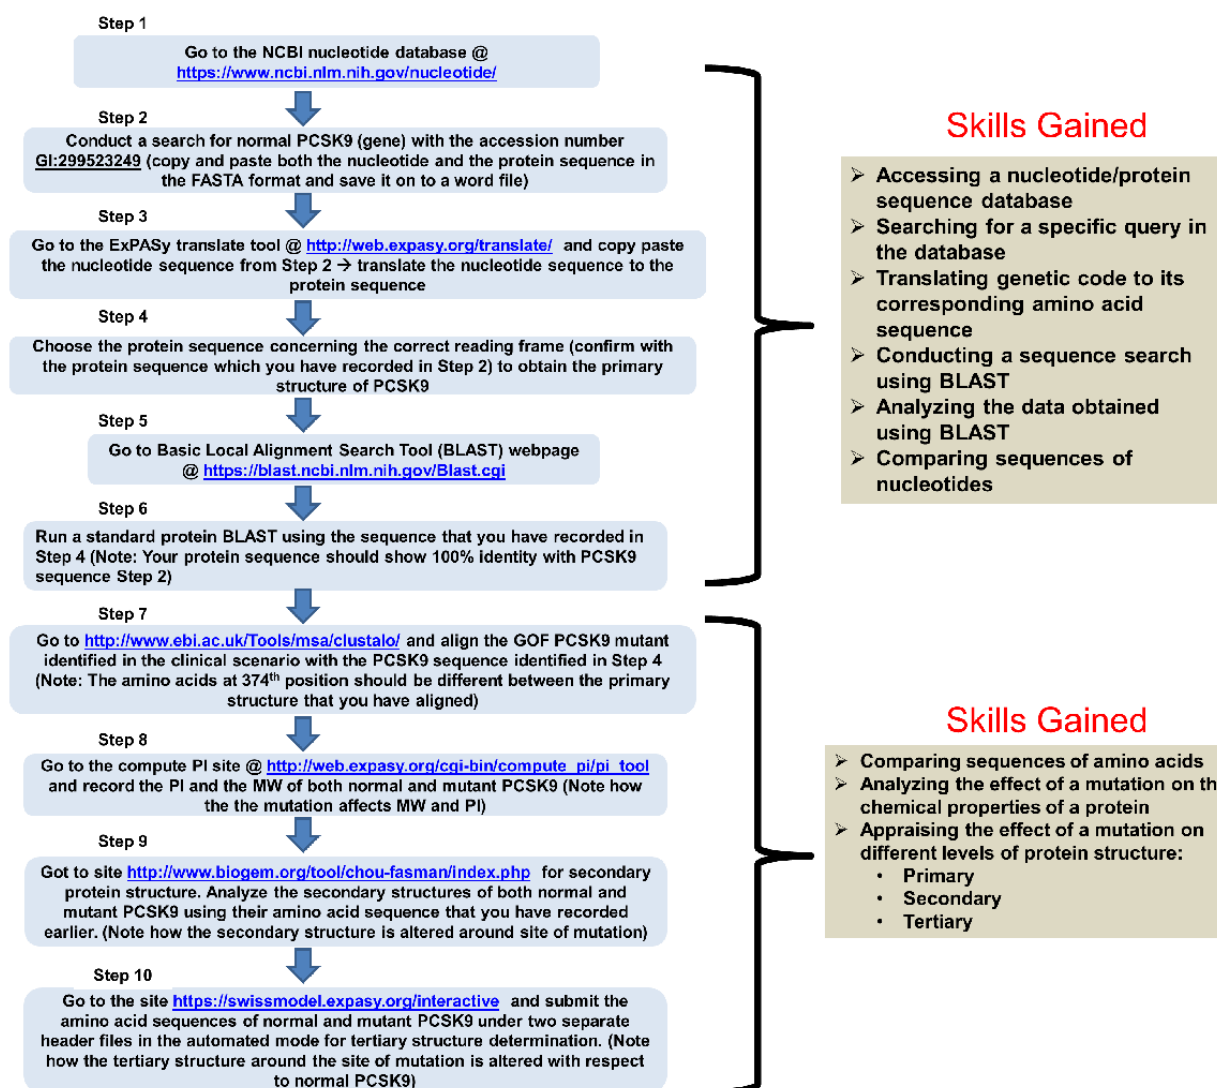 Step 1
Go to the NCBI nucleotide database @
https://www.ncbi.nlm.nih.gov/nucleotide/
Step 2
Conduct a search for normal PCSK9 (gene) with the accession number
GI:299523249 (copy and paste both the nucleotide and the protein sequence in
the FASTA format and save it on to a word file)
Step 3
Go to the ExPASy translate tool @ http://web.expasy.org/translate/ and copy paste
the nucleotide sequence from Step 2 → translate the nucleotide sequence to the
protein sequence
Step 4
Choose the protein sequence concerning the correct reading frame (confirm with
the protein sequence which you have recorded in Step 2) to obtain the primary
structure of PCSK9
Step 5
Go to Basic Local Alignment Search Tool (BLAST) webpage
@ https://blast.ncbi.nlm.nih.gov/Blast.cgi
Step 6
Run a standard protein BLAST using the sequence that you have recorded in
Step 4 (Note: Your protein sequence should show 100% identity with PCSK9
sequence Step 2)
Skills Gained
➢ Accessing a nucleotide/protein
sequence database
➢ Searching for a specific query in
the database
➢ Translating genetic code to its
corresponding amino acid
sequence
➢ Conducting a sequence search
using BLAST
➢ Analyzing the data obtained
using BLAST
➢ Comparing sequences of
nucleotides
Step 7
Go to http://www.ebi.ac.uk/Tools/msa/clustalo/ and align the GOF PCSK9 mutant
identified in the clinical scenario with the PCSK9 sequence identified in Step 4
(Note: The amino acids at 374th position should be different between the primary
structure that you have aligned)
Step 8
Go to the compute PI site @ http://web.expasy.org/cgi-bin/compute_pi/pi_tool
and record the PI and the MW of both normal and mutant PCSK9 (Note how
the the mutation affects MW and PI)
Step 9
Got to site http://www.biogem.org/tool/chou-fasman/index.php for secondary
protein structure. Analyze the secondary structures of both normal and
mutant PCSK9 using their amino acid sequence that you have recorded
earlier. (Note how the secondary structure is altered around site of mutation)
Step 10
Go to the site https://swissmodel.expasy.org/interactive and submit the
amino acid sequences of normal and mutant PCSK9 under two separate
header files in the automated mode for tertiary structure determination. (Note
how the tertiary structure around the site of mutation is altered with respect
to normal PCSK9)
Skills Gained
➢ Comparing sequences of amino acids
➢ Analyzing the effect of a mutation on th
chemical properties of a protein
➢ Appraising the effect of a mutation on
different levels of protein structure:
• Primary
• Secondary
• Tertiary